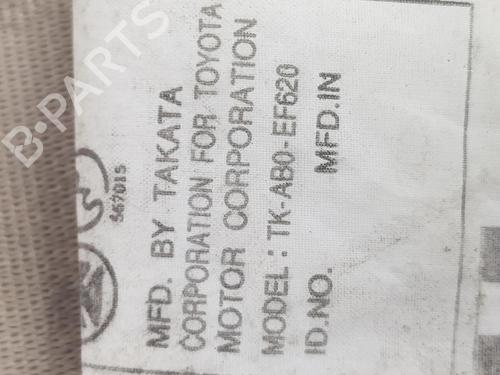 B-PARTS
567015
MFD. BY TAKATA
CORPORATION FOR TOYOTA
MOTOR CORPORATION
MODEL : TK-AB0-EF620
ID.NO. MFD.IN